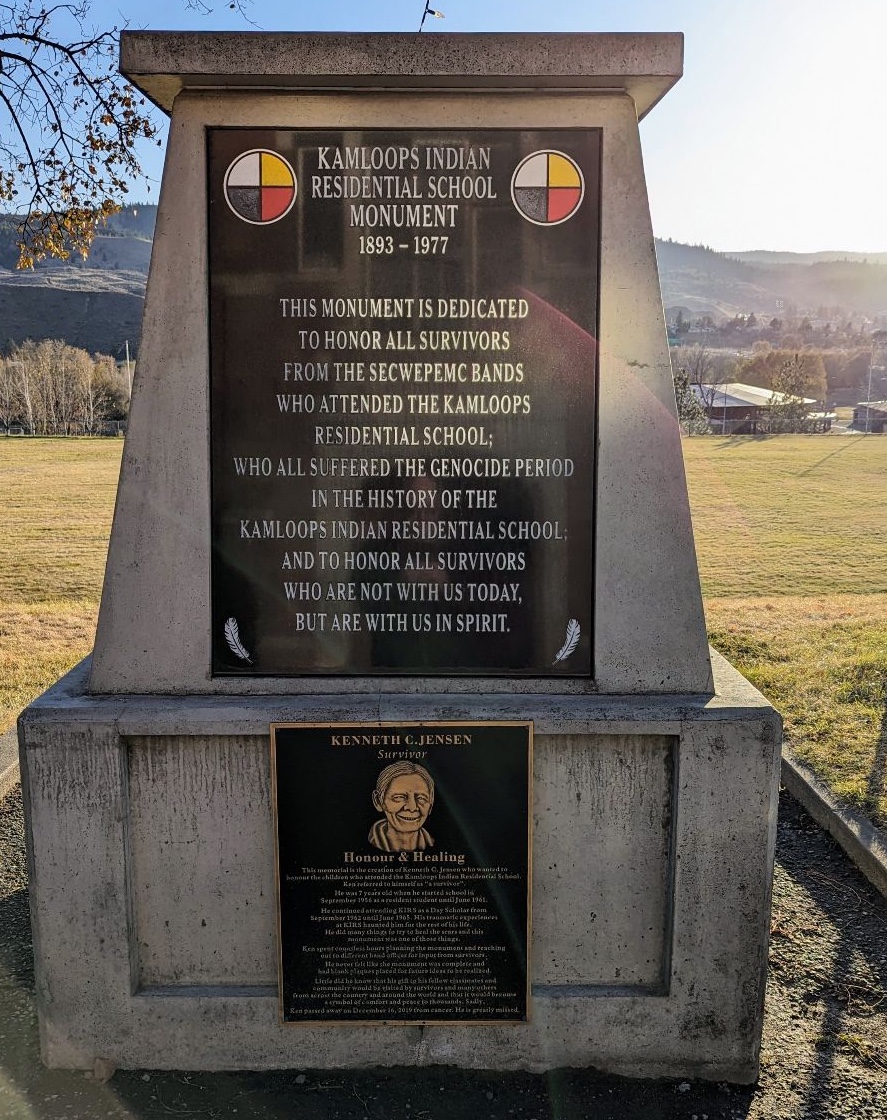 KAMLOOPS INDIAN
RESIDENTIAL SCHOOL
MONUMENT
1893 – 1977
THIS MONUMENT IS DEDICATED
TO HONOR ALL SURVIVORS
FROM THE SECWEPEMC BANDS
WHO ATTENDED THE KAMLOOPS
RESIDENTIAL SCHOOL;
WHO ALL SUFFERED THE GENOCIDE PERIOD
IN THE HISTORY OF THE
KAMLOOPS INDIAN RESIDENTIAL SCHOOL;
AND TO HONOR ALL SURVIVORS
WHO ARE NOT WITH US TODAY,
BUT ARE WITH US IN SPIRIT.
KENNETH C. JENSEN
Survivor
Honour & Healing
This memorial is the creation of Kenneth C. Jensen who wanted to
honour the children who attended the Kamloops Indian Residential School.
Ken referred to himself as "a survivor".
He was 7 years old when he started school in
September 1956 as a resident student until June 1961.
He continued attending KIRS as a Day Scholar from
September 1962 until June 1965. His traumatic experiences
at KIRS haunted him for the rest of his life.
He did many things to try to heal the scars and this
monument was one of those things.
Ken spent countless hours planning the monument and reaching
out to different band offices for input from survivors.
He never felt like the monument was complete and
had blank plaques placed for future ideas to be realized.
Little did he know that his gift to his fellow classmates and
community would be visited by survivors and many others
from across the country and around the world and that it would become
a symbol of comfort and peace to thousands. Sadly,
Ken passed away on December 16, 2019 from cancer. He is greatly missed.